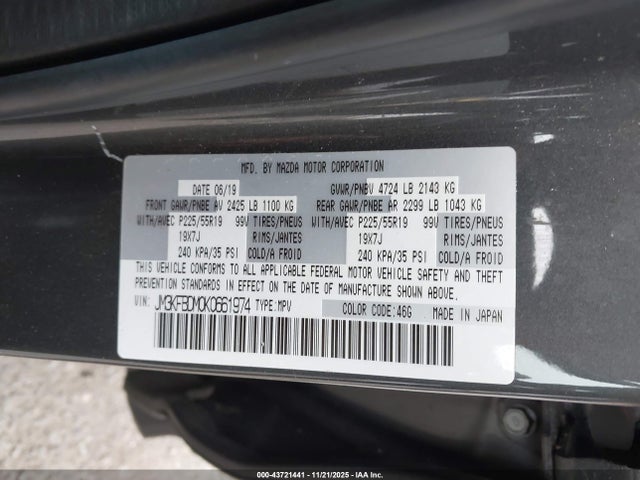 MFD. BY MAZDA MOTOR CORPORATION
DATE 06/19 GVWR/PNBV 4724 LB 2143 KG
FRONT GAWR/PNBE AV 2425 LB 1100 KG REAR GAWR/PNBE AR 2299 LB 1043 KG
WITH/AVEC P225/55R19 99V TIRES/PNEUS WITH/AVEC P225/55R19 99V TIRES/PNEUS
19X7J RIMS/JANTES 19X7J RIMS/JANTES
240 KPA/35 PSI COLD/A FROID 240 KPA/35 PSI COLD/A FROID
THIS VEHICLE CONFORMS TO ALL APPLICABLE FEDERAL MOTOR VEHICLE SAFETY AND THEFT
PREVENTION STANDARDS IN EFFECT ON THE DATE OF MANUFACTURE SHOWN ABOVE.
VIN: JM3KFBDM0K0661974 TYPE:MPV COLOR CODE:46G MADE IN JAPAN
000-43721441 - 11/21/2025 - IAA Inc.